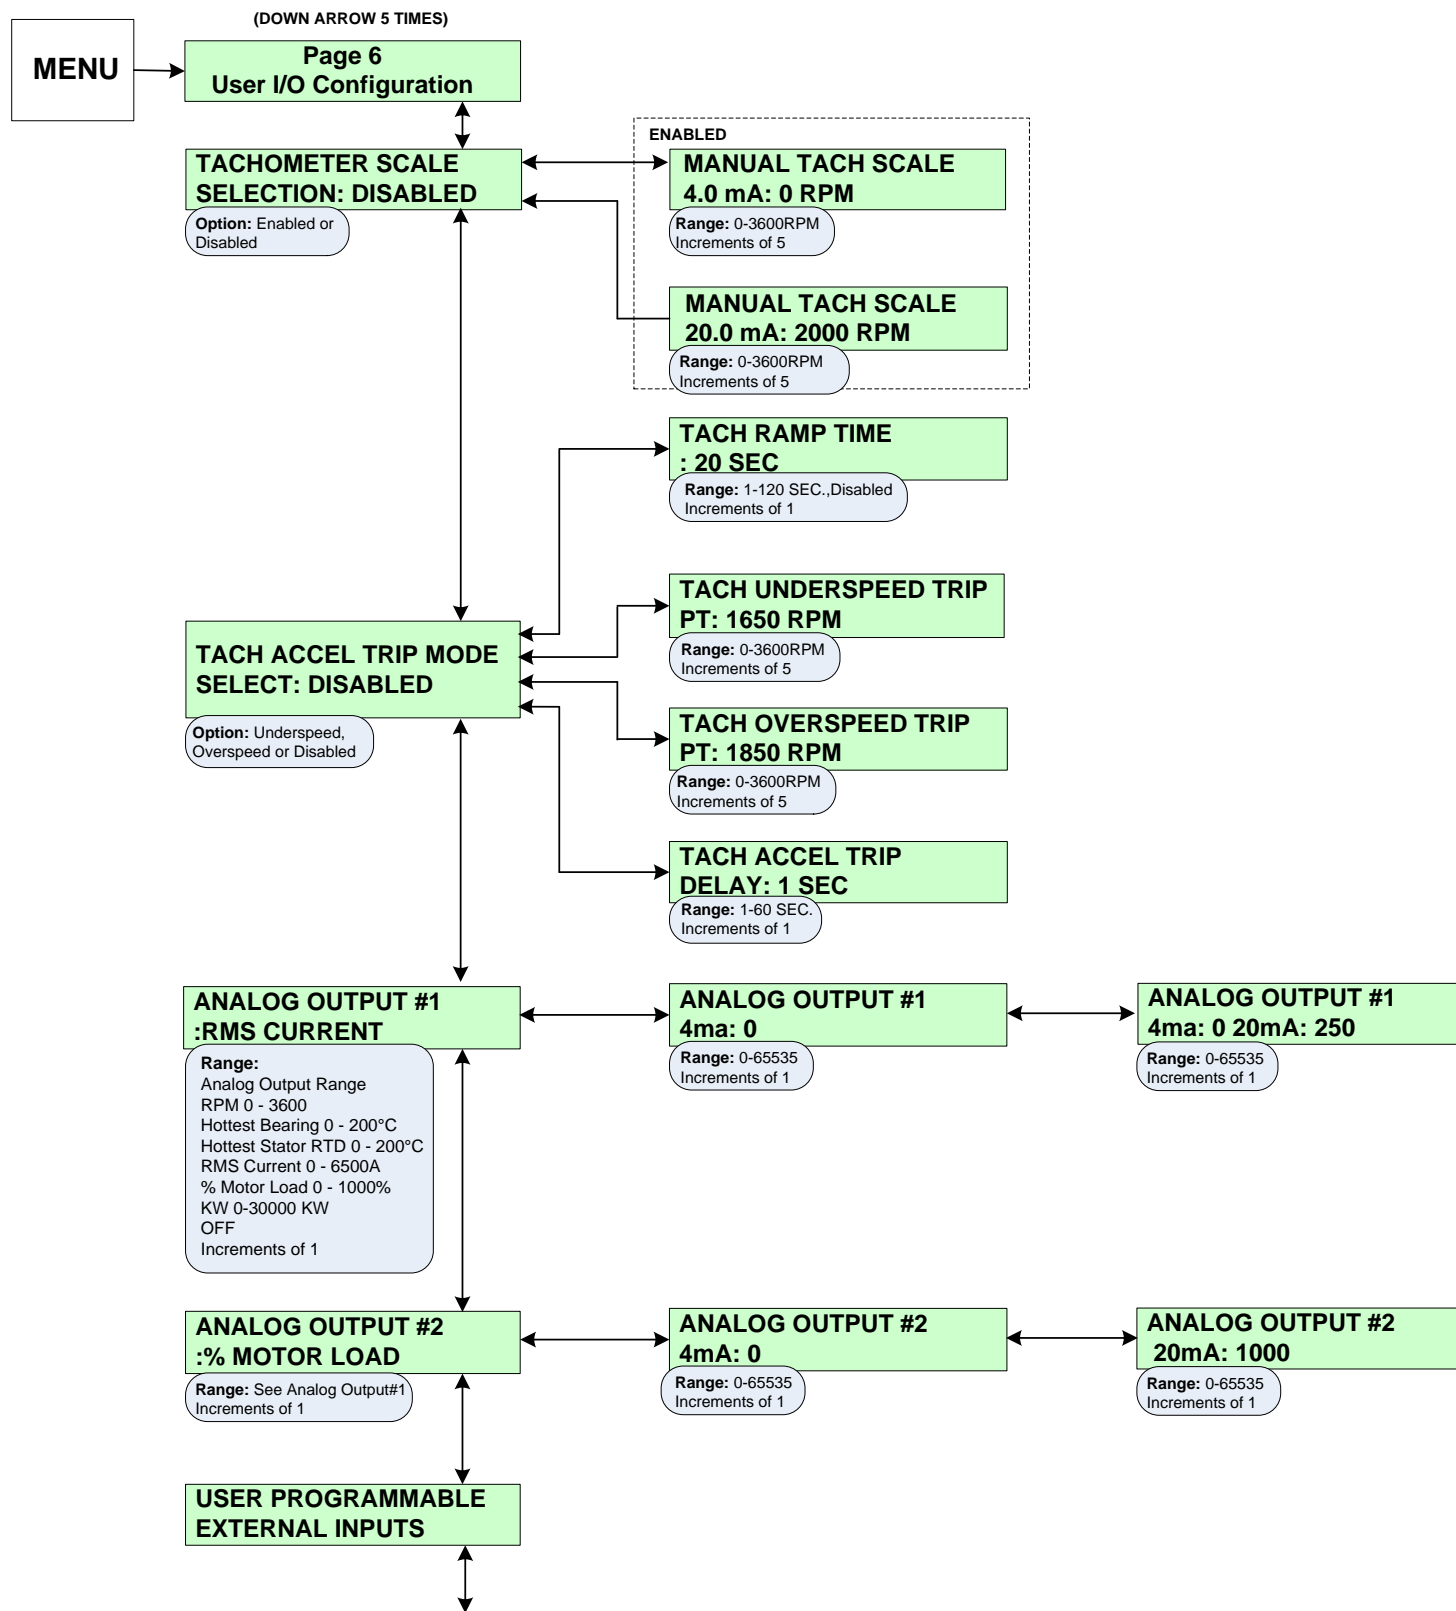 (DOWN ARROW 5 TIMES)
MENU
Page 6
User I/O Configuration
ENABLED
TACHOMETER SCALE
SELECTION: DISABLED
Option: Enabled or
Disabled
MANUAL TACH SCALE
4.0 mA: 0 RPM
Range: 0-3600RPM
Increments of 5
MANUAL TACH SCALE
20.0 mA: 2000 RPM
Range: 0-3600RPM
Increments of 5
TACH RAMP TIME
: 20 SEC
Range: 1-120 SEC.,Disabled
Increments of 1
TACH UNDERSPEED TRIP
PT: 1650 RPM
Range: 0-3600RPM
Increments of 5
TACH ACCEL TRIP MODE
SELECT: DISABLED
Option: Underspeed,
Overspeed or Disabled
TACH OVERSPEED TRIP
PT: 1850 RPM
Range: 0-3600RPM
Increments of 5
TACH ACCEL TRIP
DELAY: 1 SEC
Range: 1-60 SEC.
Increments of 1
ANALOG OUTPUT #1
:RMS CURRENT
Range:
Analog Output Range
RPM 0 - 3600
Hottest Bearing 0 - 200°C
Hottest Stator RTD 0 - 200°C
RMS Current 0 - 6500A
% Motor Load 0 - 1000%
KW 0-30000 KW
OFF
Increments of 1
ANALOG OUTPUT #1
4ma: 0
Range: 0-65535
Increments of 1
ANALOG OUTPUT #1
4ma: 0 20mA: 250
Range: 0-65535
Increments of 1
ANALOG OUTPUT #2
:% MOTOR LOAD
Range: See Analog Output#1
Increments of 1
ANALOG OUTPUT #2
4mA: 0
Range: 0-65535
Increments of 1
ANALOG OUTPUT #2
20mA: 1000
Range: 0-65535
Increments of 1
USER PROGRAMMABLE
EXTERNAL INPUTS